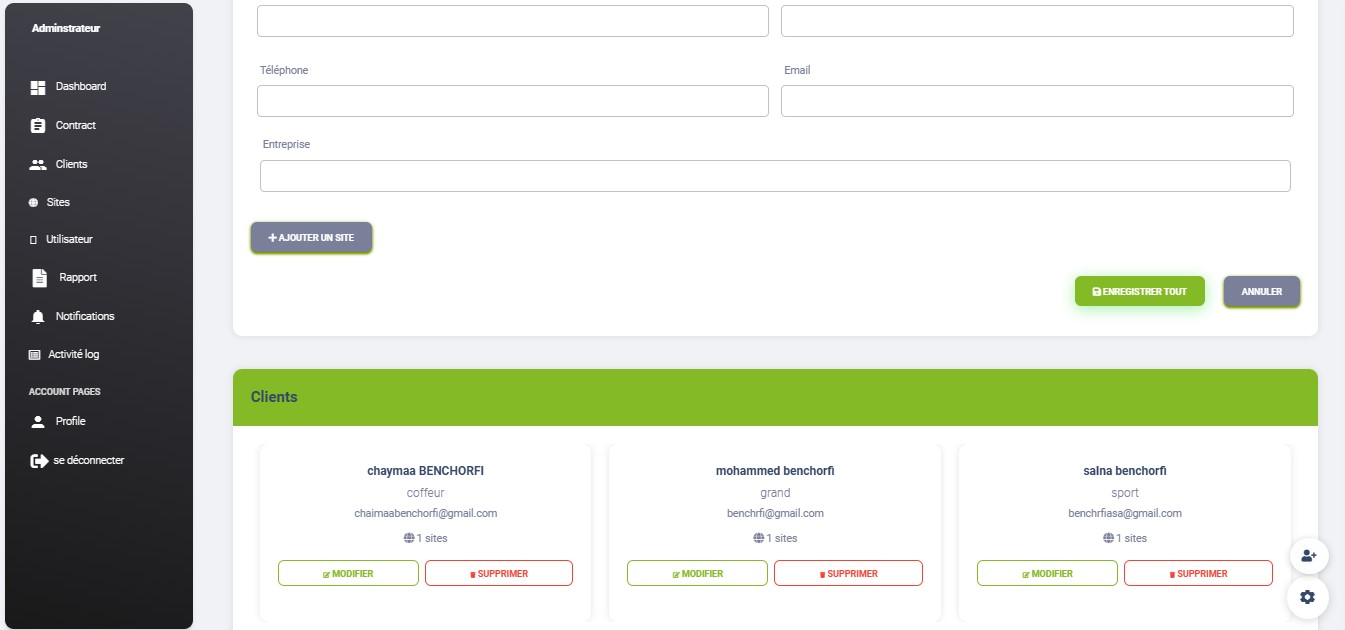 Adminstrateur
Dashboard
Contract
Clients
Sites
Utilisateur
Rapport
Notifications
Activité log
ACCOUNT PAGES
Profile
se déconnecter
Téléphone
Email
Entreprise
AJOUTER UN SITE
ENREGISTRER TOUT
ANNULER
Clients
chaymaa BENCHORFI
coffeur
chaimaabenchorfi@gmail.com
1 sites
MODIFIER
SUPPRIMER
mohammed benchorfi
grand
benchrfi@gmail.com
1 sites
MODIFIER
SUPPRIMER
salna benchorfi
sport
benchrfiasa@gmail.com
1 sites
MODIFIER
SUPPRIMER